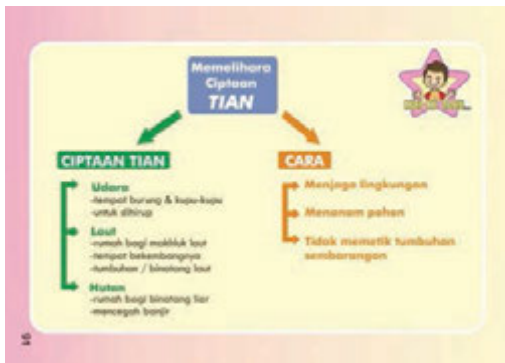 Memelihara
Ciptaan
TIAN
CIPTAAN TIAN
Udara
-tempat burung & kupu-kupu
-untuk dihirup
Laut
-rumah bagi makhluk laut
-tempat bekembangnya
-tumbuhan / binatang laut
Hutan
-rumah bagi binatang liar
-mencegah banjir
CARA
Menjaga lingkungan
Menanam pohon
Tidak memetik tumbuhan
sembarangan